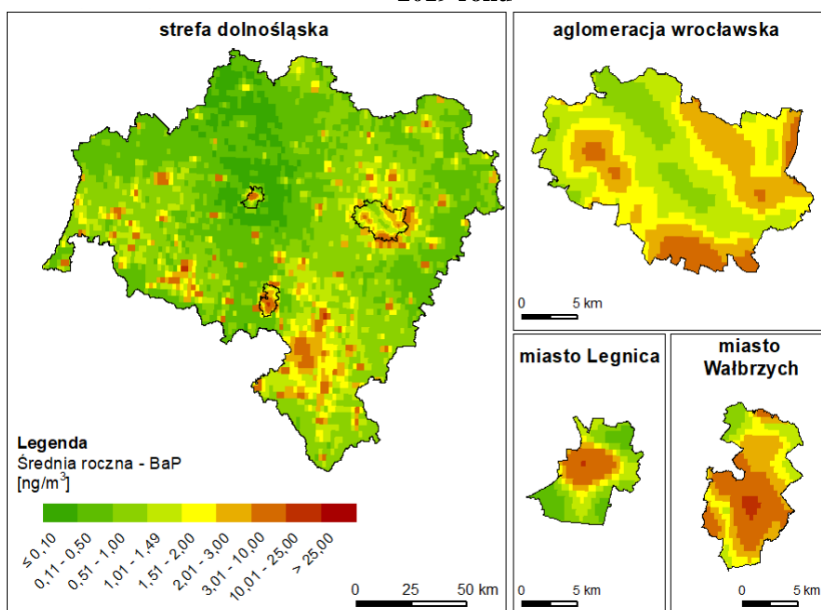 2019 roku
strefa dolnośląska
aglomeracja wrocławska
0 5 km
miasto Legnica
miasto
Wałbrzych
Legenda
Średnia roczna - BaP
[ng/m³]
≤ 0,10
0,11 - 0,50
0,51 - 1,00
1,01 - 1,49
1,51 - 2,00
2,01 - 3,00
3,01 - 10,00
10,01 - 25,00
> 25,00
0 25 50 km
0 5 km
0 5 km